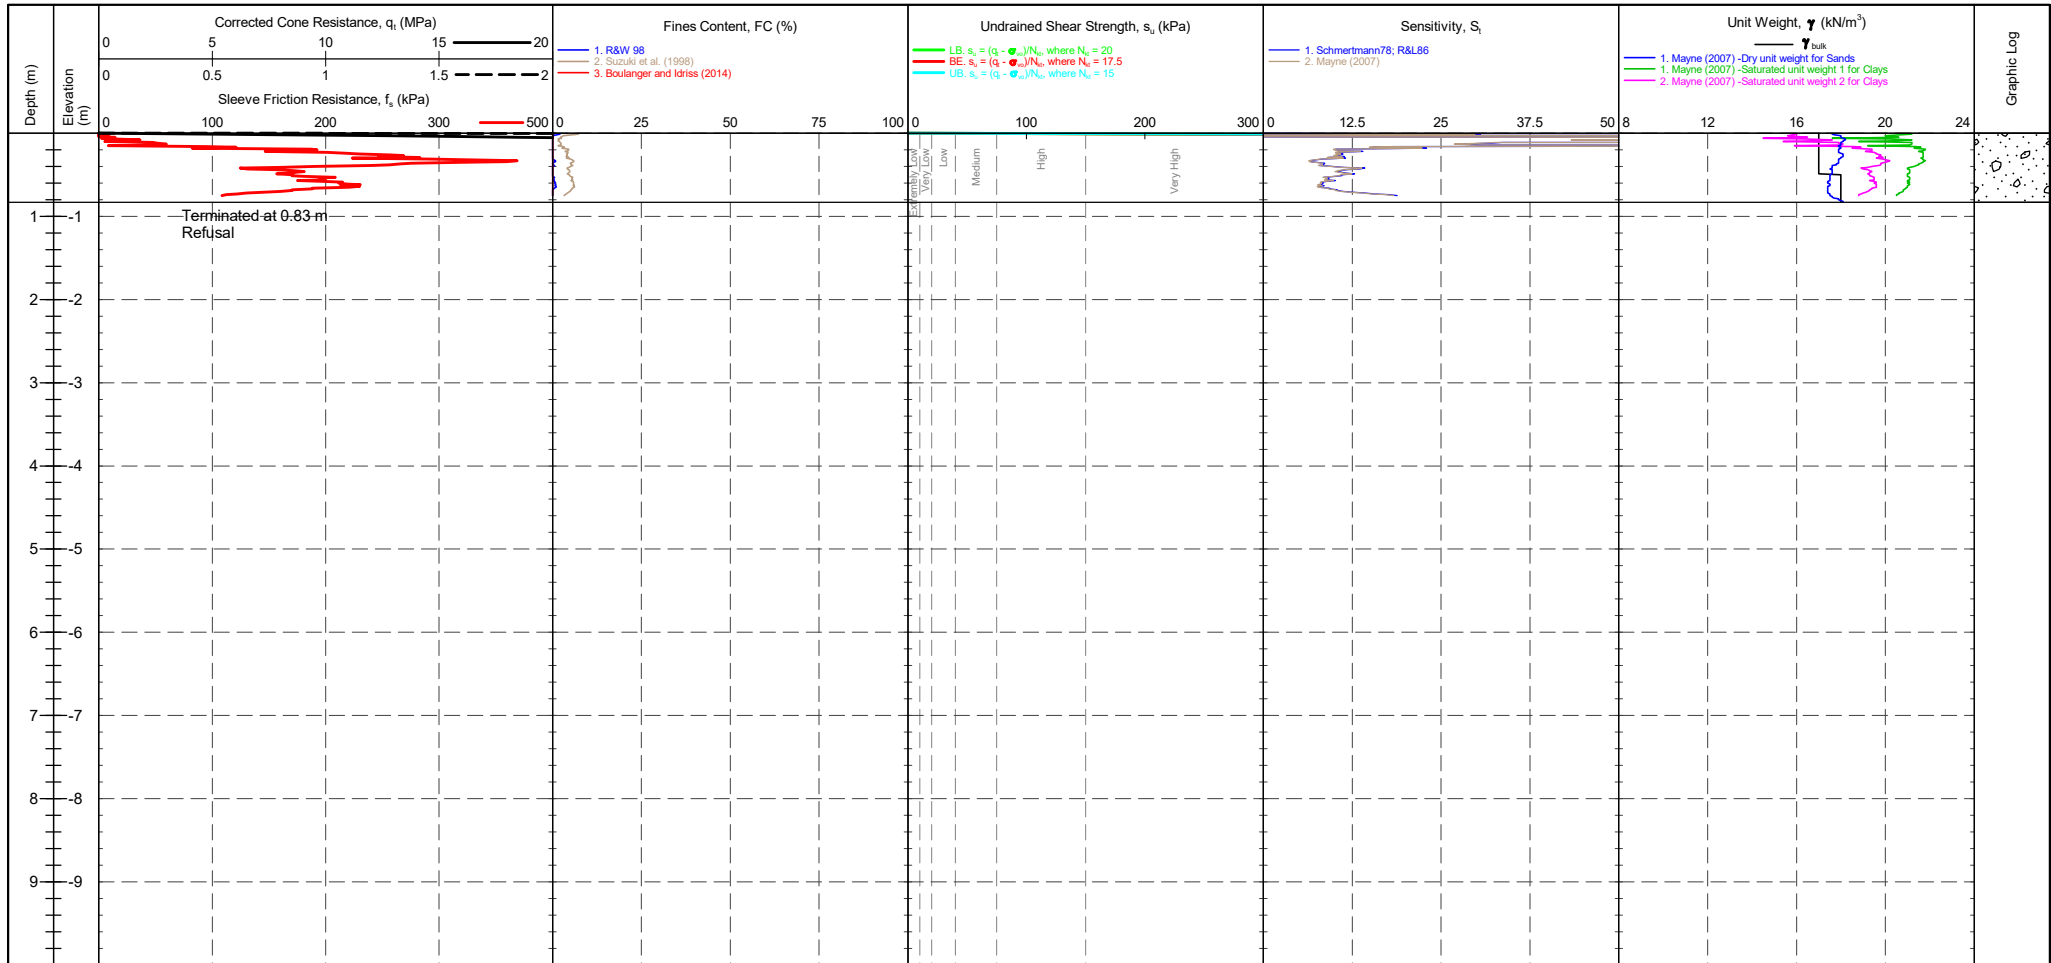 Depth (m)
Elevation (m)
Corrected Cone Resistance, qt (MPa)
0 5 10 15 20
0 0.5 1 1.5 2
Sleeve Friction Resistance, fs (kPa)
0 100 200 300 500
Fines Content, FC (%)
1. R&W 98
2. Suzuki et al. (1998)
3. Boulanger and Idriss (2014)
0 25 50 75 100
Undrained Shear Strength, su (kPa)
LB. su = (qt - σvo)/Nkt, where Nkt = 20
BE. su = (qt - σvo)/Nkt, where Nkt = 17.5
UB. su = (qt - σvo)/Nkt, where Nkt = 15
0 100 200 300
Extremely Low
Very Low
Low
Medium
High
Very High
Sensitivity, St
1. Schmertmann78; R&L86
2. Mayne (2007)
0 12.5 25 37.5 50
Unit Weight, γ (kN/m³)
γbulk
1. Mayne (2007) -Dry unit weight for Sands
1. Mayne (2007) -Saturated unit weight 1 for Clays
2. Mayne (2007) -Saturated unit weight 2 for Clays
8 12 16 20 24
Graphic Log
Terminated at 0.83 m
Refusal
1 -1
2 -2
3 -3
4 -4
5 -5
6 -6
7 -7
8 -8
9 -9